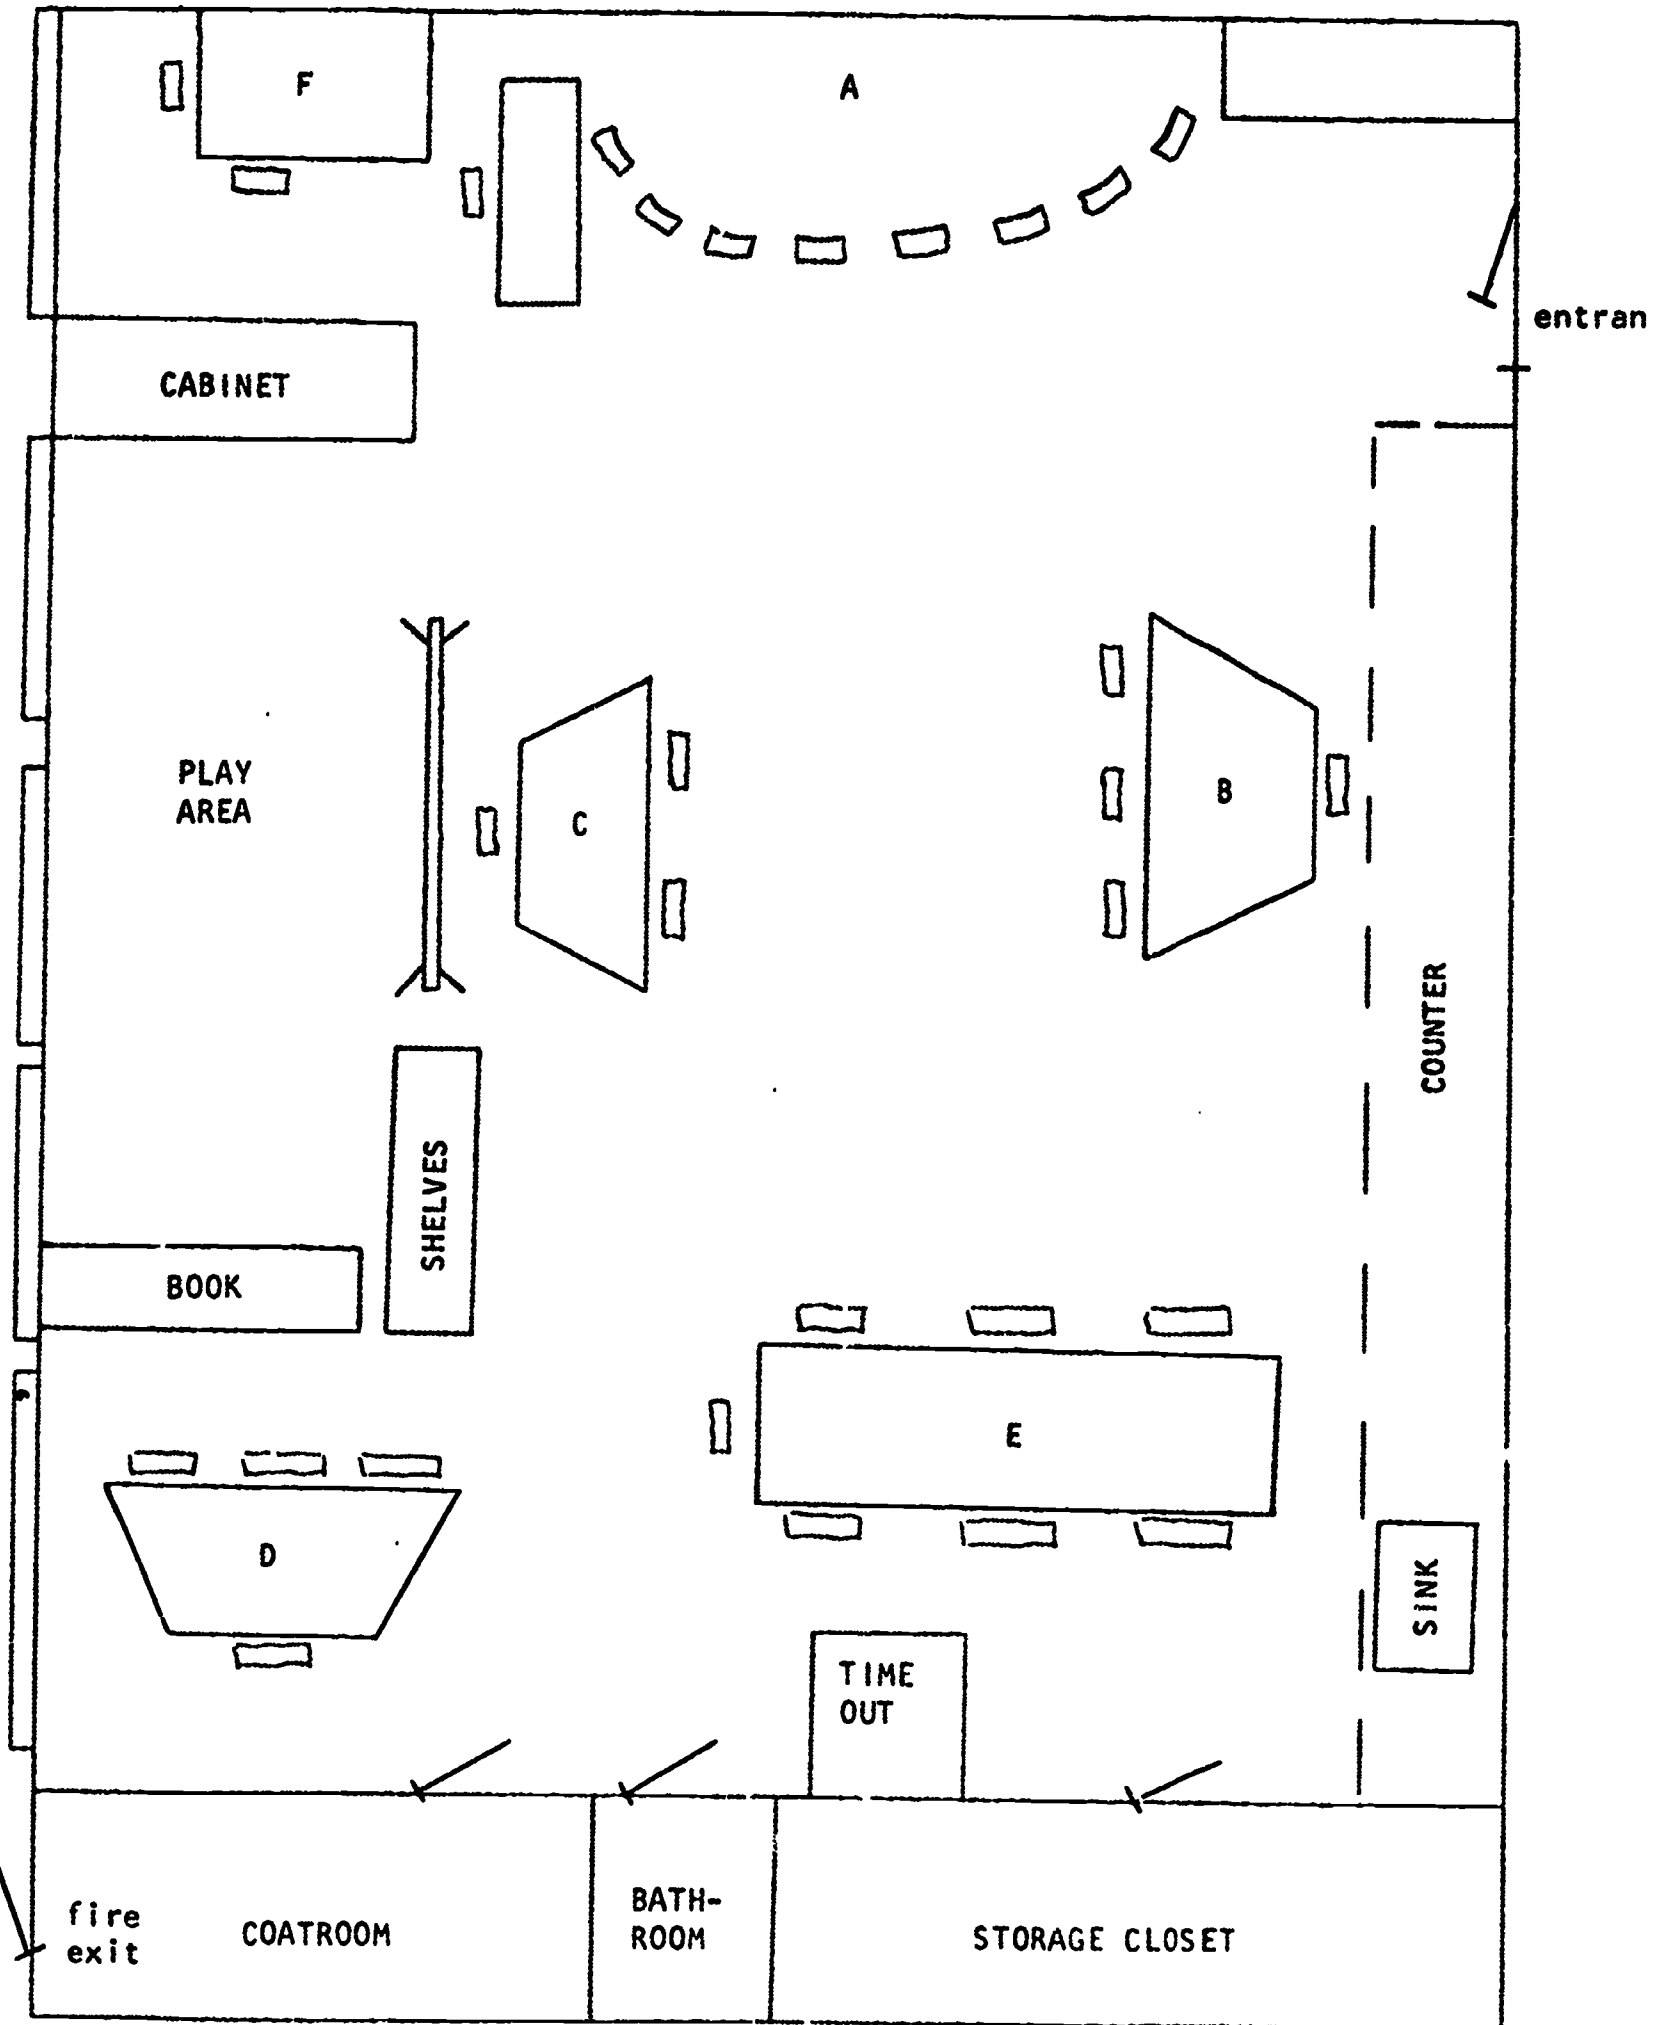 F
A
entran
CABINET
PLAY
AREA
C
B
COUNTER
SHELVES
BOOK
E
D
SINK
TIME
OUT
fire
exit
COATROOM
BATH-
ROOM
STORAGE CLOSET